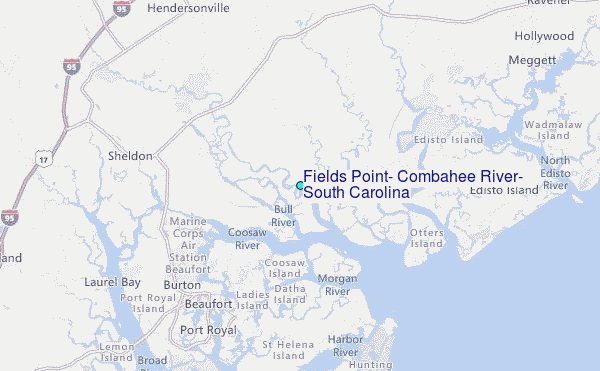 Hendersonville
95
Ravenel
Hollywood
Meggett
95
Edisto Island
Wadmalaw
Island
17
Sheldon
North
Edisto
River
Fields Point, Combahee River,
South Carolina
Edisto Island
Bull
River
95
Marine
Corps
Air
Station
Beaufort
Coosaw
River
Otters
Island
land
Laurel Bay
Burton
Coosaw
Island
Morgan
River
Port Royal
Island
Beaufort
Ladies
Island
Datha
Island
Port Royal
Lemon
Island
Broad
St Helena
Island
Harbor
River
Hunting